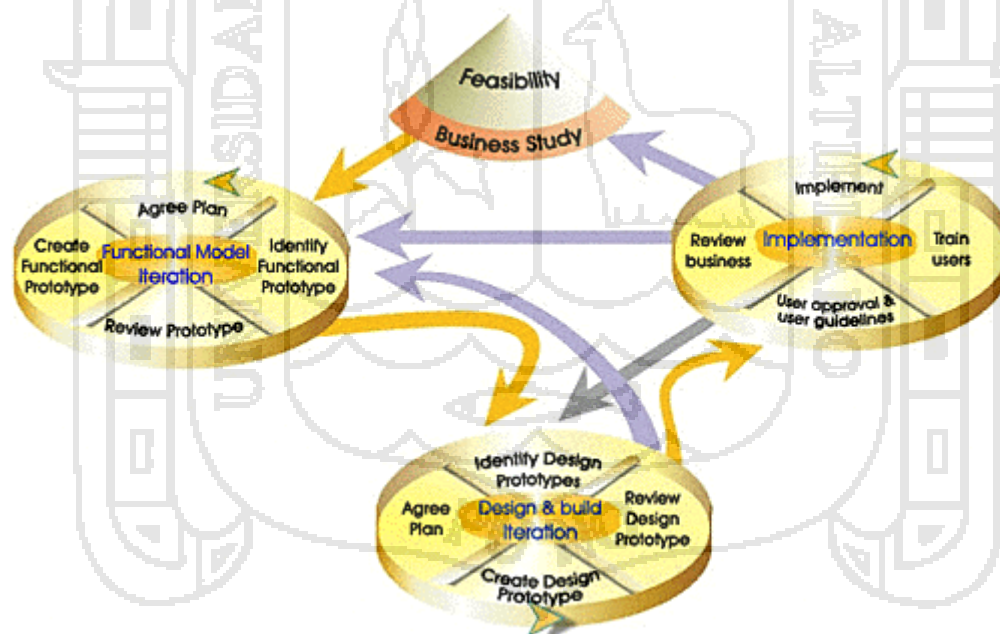 Feasibility
Business Study
Agree Plan
Create
Functional
Prototype
Functional Model
Iteration
Identify
Functional
Prototype
Review Prototype
Implement
Review
business
Implementation
Train
users
User approval &
user guidelines
Identify Design
Prototypes
Agree
Plan
Design & build
Iteration
Review
Design
Prototype
Create Design
Prototype